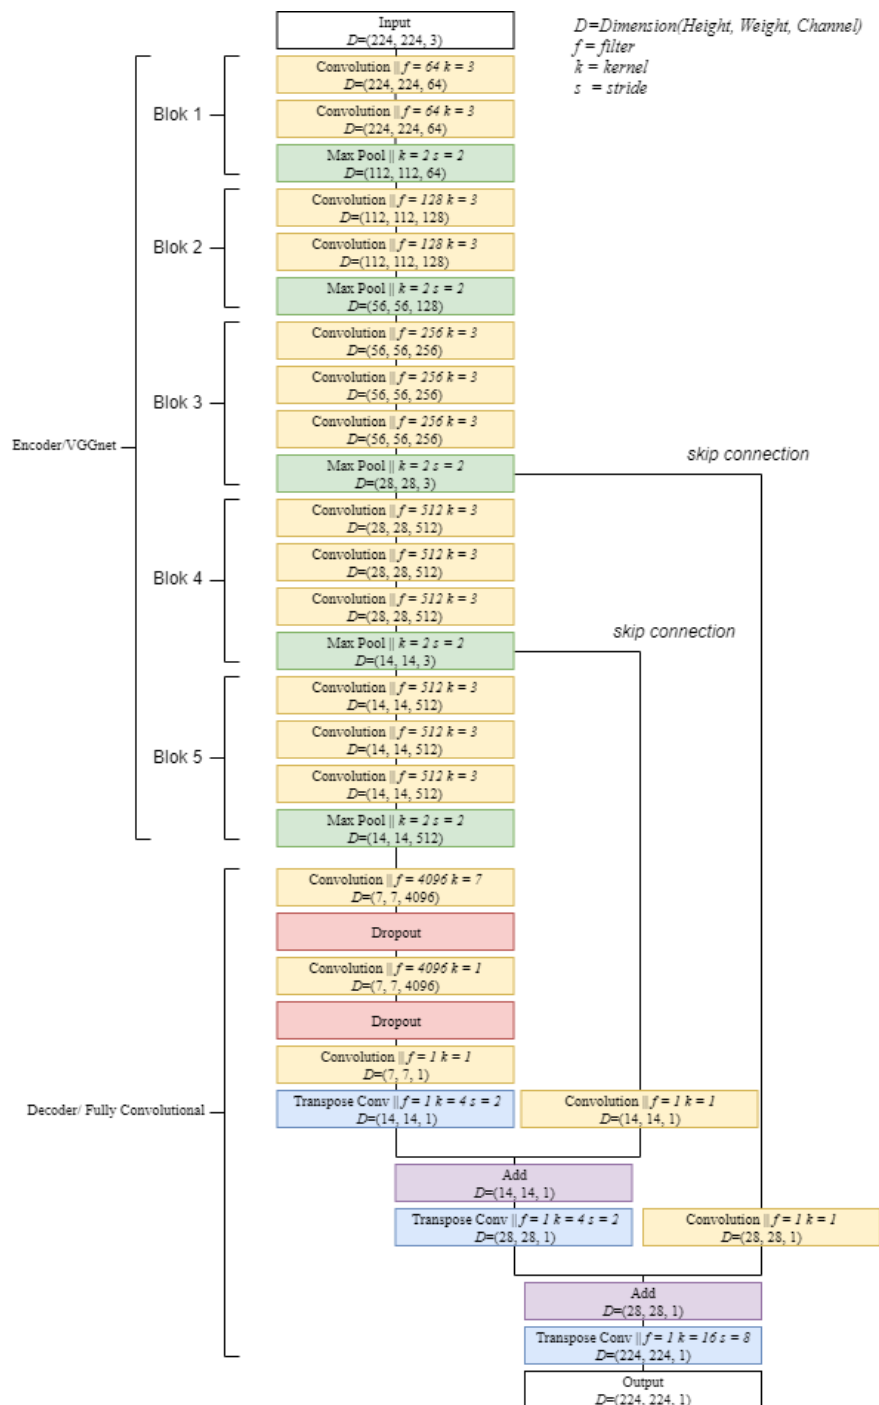 Input
D=(224, 224, 3)
D=Dimension(Height, Weight, Channel)
f = filter
k = kernel
s = stride
Blok 1
Convolution || f = 64 k = 3
D=(224, 224, 64)
Convolution || f = 64 k = 3
D=(224, 224, 64)
Max Pool || k = 2 s = 2
D=(112, 112, 64)
Blok 2
Convolution || f = 128 k = 3
D=(112, 112, 128)
Convolution || f = 128 k = 3
D=(112, 112, 128)
Max Pool || k = 2 s = 2
D=(56, 56, 128)
Encoder/VGGnet
Blok 3
Convolution || f = 256 k = 3
D=(56, 56, 256)
Convolution || f = 256 k = 3
D=(56, 56, 256)
Convolution || f = 256 k = 3
D=(56, 56, 256)
Max Pool || k = 2 s = 2
D=(28, 28, 3)
skip connection
Blok 4
Convolution || f = 512 k = 3
D=(28, 28, 512)
Convolution || f = 512 k = 3
D=(28, 28, 512)
Convolution || f = 512 k = 3
D=(28, 28, 512)
Max Pool || k = 2 s = 2
D=(14, 14, 3)
skip connection
Blok 5
Convolution || f = 512 k = 3
D=(14, 14, 512)
Convolution || f = 512 k = 3
D=(14, 14, 512)
Convolution || f = 512 k = 3
D=(14, 14, 512)
Max Pool || k = 2 s = 2
D=(14, 14, 512)
Convolution || f = 4096 k = 7
D=(7, 7, 4096)
Dropout
Convolution || f = 4096 k = 1
D=(7, 7, 4096)
Dropout
Convolution || f = 1 k = 1
D=(7, 7, 1)
Decoder/ Fully Convolutional
Transpose Conv || f = 1 k = 4 s = 2
D=(14, 14, 1)
Convolution || f = 1 k = 1
D=(14, 14, 1)
Add
D=(14, 14, 1)
Transpose Conv || f = 1 k = 4 s = 2
D=(28, 28, 1)
Convolution || f = 1 k = 1
D=(28, 28, 1)
Add
D=(28, 28, 1)
Transpose Conv || f = 1 k = 16 s = 8
D=(224, 224, 1)
Output
D=(224, 224, 1)